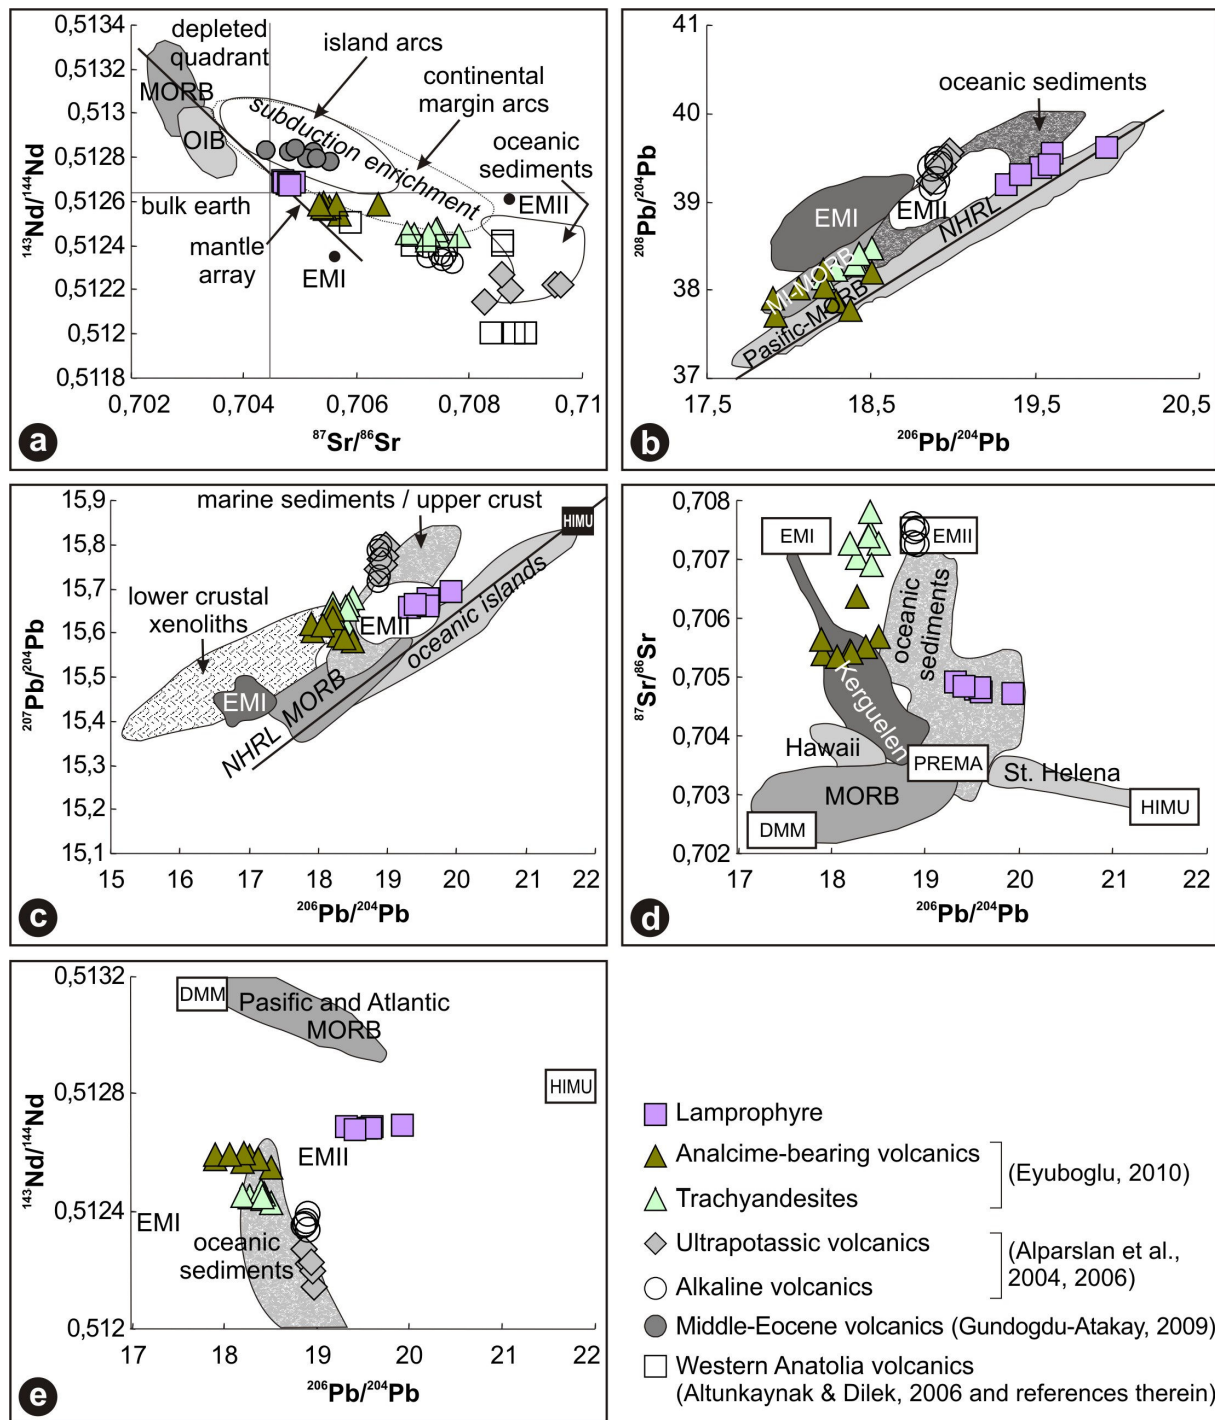 0,5134
0,5132
0,513
0,5128
0,5126
0,5124
0,5122
0,512
0,5118
143Nd/144Nd
depleted
quadrant
MORB
OIB
island arcs
continental
margin arcs
oceanic
sediments
subduction enrichment
bulk earth
mantle
array
EMI
EMII
0,702
0,704
0,706
0,708
0,71
87Sr/86Sr
a
41
40
39
38
37
208Pb/204Pb
oceanic sediments
EMI
EMII
NHRL
MI-MORB
Pasific-MORB
17,5
18,5
19,5
20,5
206Pb/204Pb
b
15,9
15,8
15,7
15,6
15,5
15,4
15,3
15,2
15,1
207Pb/204Pb
marine sediments / upper crust
HIMU
lower crustal
xenoliths
EMII
oceanic islands
EMI
MORB
NHRL
15
16
17
18
19
20
21
22
206Pb/204Pb
c
0,708
0,707
0,706
0,705
0,704
0,703
0,702
87Sr/86Sr
EMI
EMII
oceanic
sediments
Kerguelen
Hawaii
PREMA
St. Helena
MORB
HIMU
DMM
17
18
19
20
21
22
206Pb/204Pb
d
0,5132
0,5128
0,5124
0,512
143Nd/144Nd
DMM
Pasific and Atlantic
MORB
HIMU
EMII
EMI
oceanic
sediments
17
18
19
20
21
22
206Pb/204Pb
e
Lamprophyre
Analcime-bearing volcanics
Trachyandesites
(Eyuboglu, 2010)
Ultrapotassic volcanics
Alkaline volcanics
(Alparslan et al.,
2004, 2006)
Middle-Eocene volcanics (Gundogdu-Atakay, 2009)
Western Anatolia volcanics
(Altunkaynak & Dilek, 2006 and references therein)